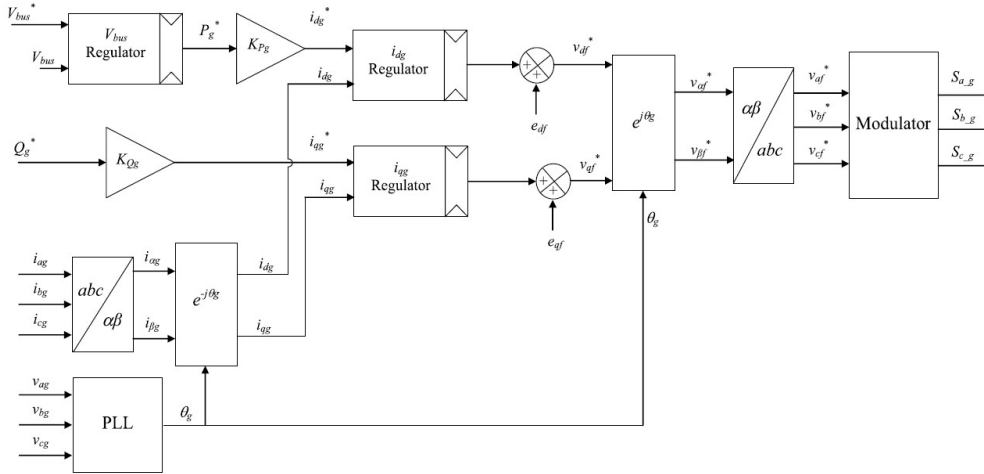 V_bus^*
V_bus
V_bus
Regulator
P_g^*
K_Pg
i_dg^*
i_dg
i_dg
Regulator
+
+
e_df
v_df^*
Q_g^*
K_Qg
i_qg^*
i_qg
i_qg
Regulator
+
+
e_qf
v_qf^*
e^jθg
θ_g
v_αf^*
v_βf^*
αβ
abc
v_af^*
v_bf^*
v_cf^*
Modulator
S_a_g
S_b_g
S_c_g
i_ag
i_bg
i_cg
abc
αβ
i_αg
i_βg
e^-jθg
i_dg
i_qg
v_ag
v_bg
v_cg
PLL
θ_g